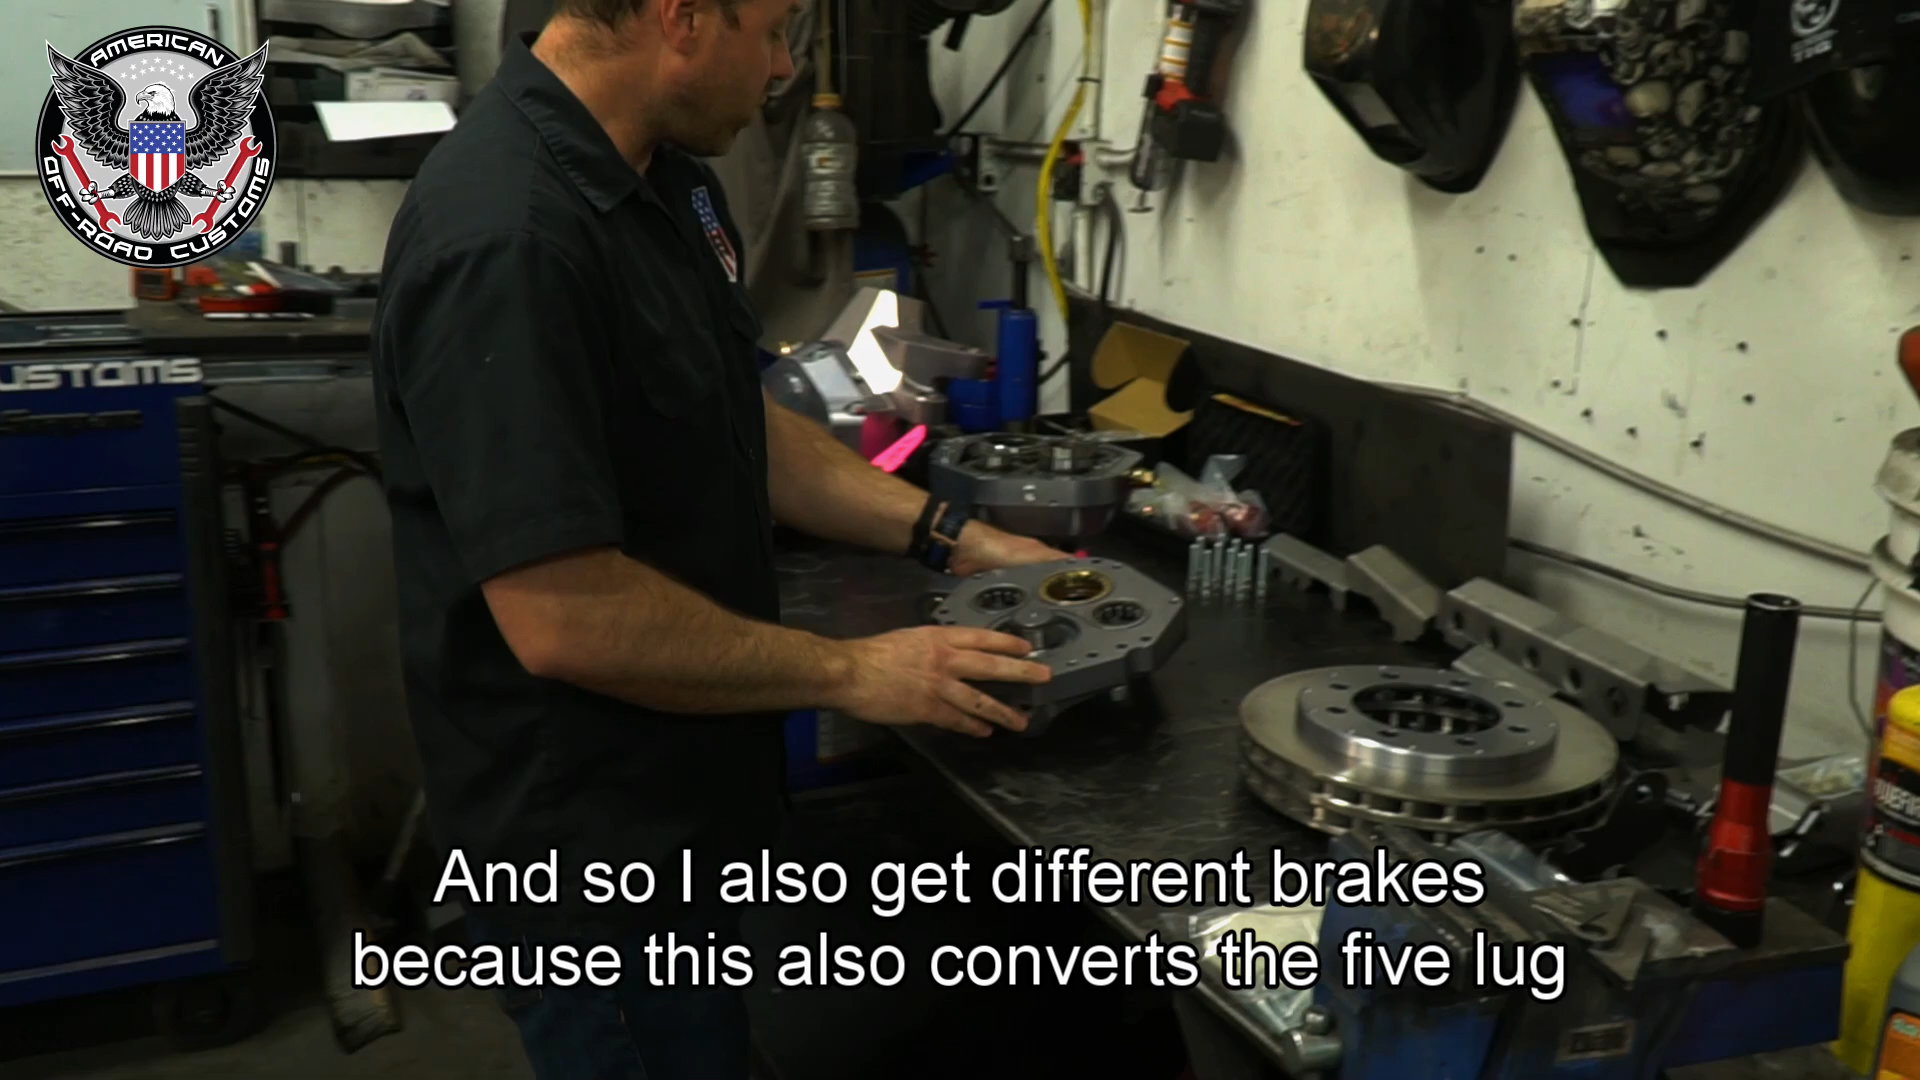 AMERICAN
OFF-ROAD CUSTOMS
USTOMS
And so I also get different brakes
because this also converts the five lug